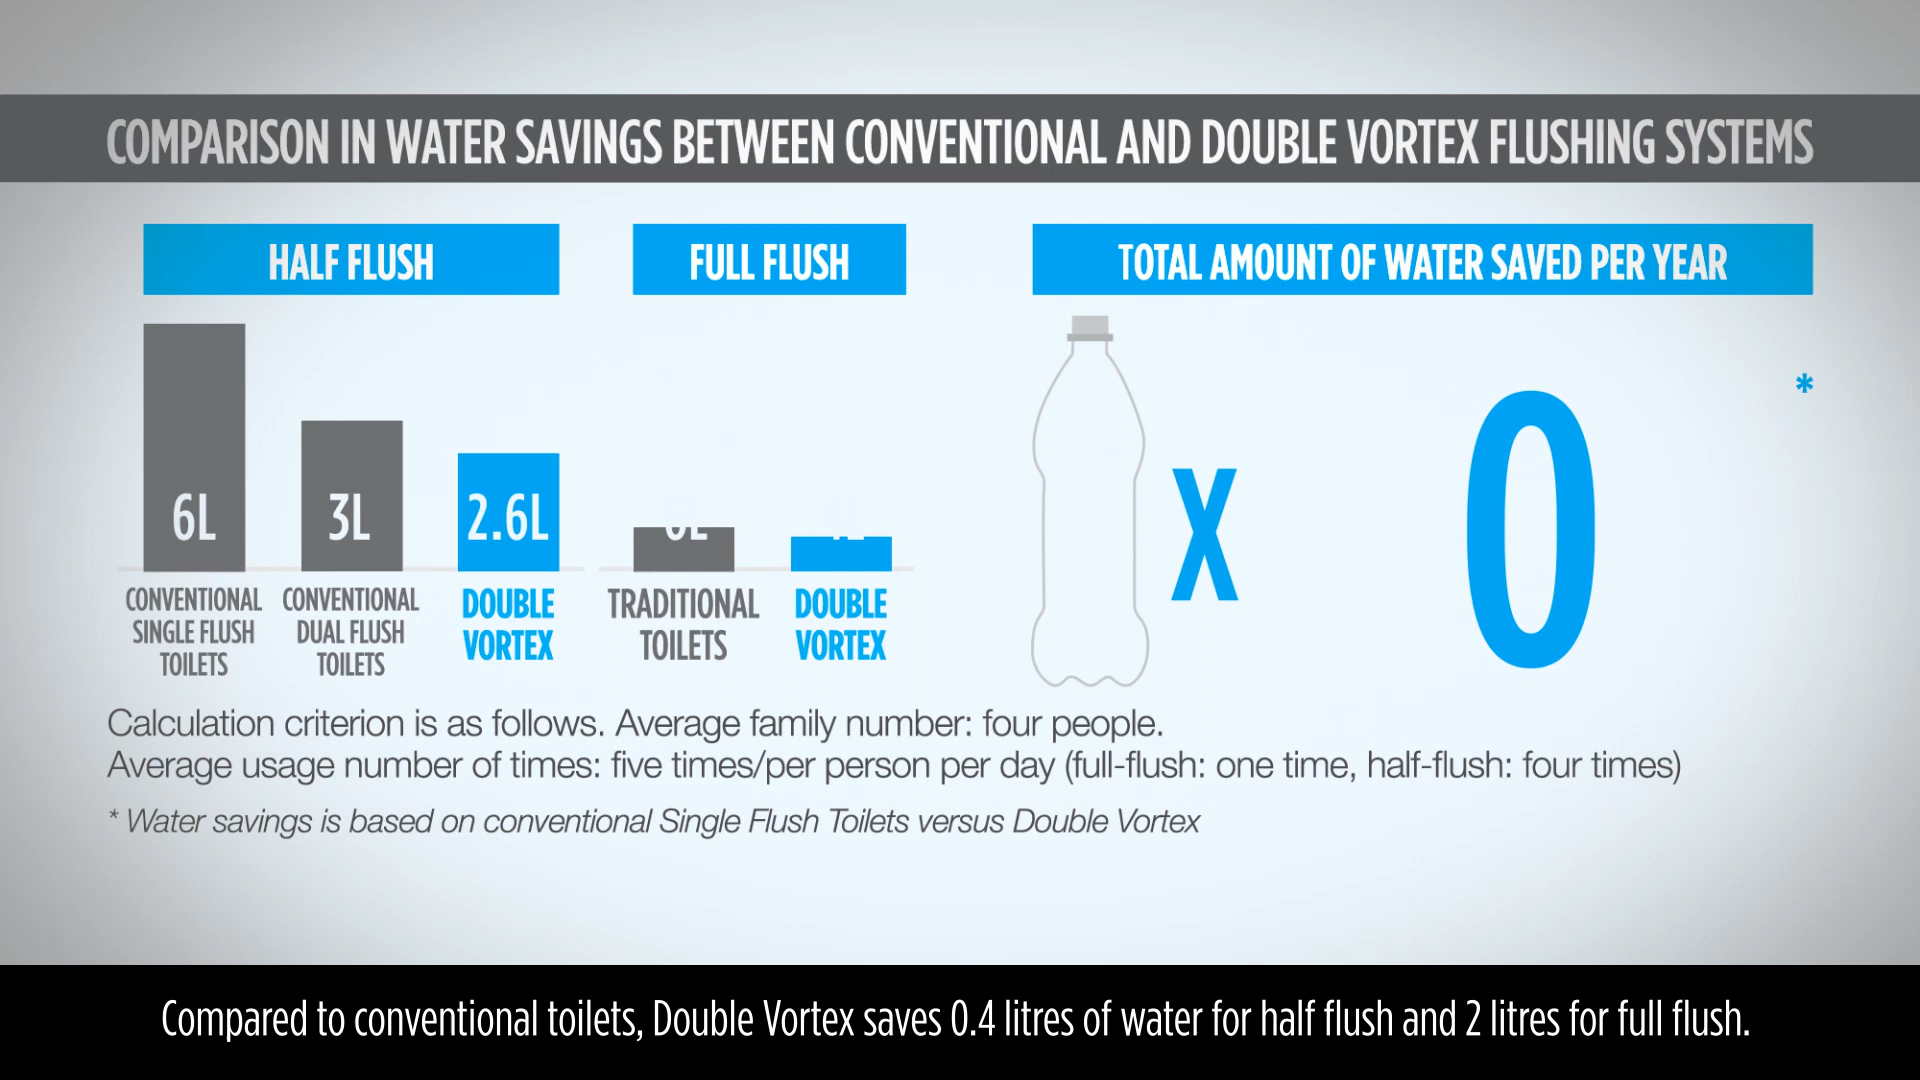 COMPARISON IN WATER SAVINGS BETWEEN CONVENTIONAL AND DOUBLE VORTEX FLUSHING SYSTEMS
HALF FLUSH
FULL FLUSH
TOTAL AMOUNT OF WATER SAVED PER YEAR
6L
3L
2.6L
X
0
*
CONVENTIONAL
SINGLE FLUSH
TOILETS
CONVENTIONAL
DUAL FLUSH
TOILETS
DOUBLE
VORTEX
TRADITIONAL
TOILETS
DOUBLE
VORTEX
Calculation criterion is as follows. Average family number: four people.
Average usage number of times: five times/per person per day (full-flush: one time, half-flush: four times)
* Water savings is based on conventional Single Flush Toilets versus Double Vortex
Compared to conventional toilets, Double Vortex saves 0.4 litres of water for half flush and 2 litres for full flush.